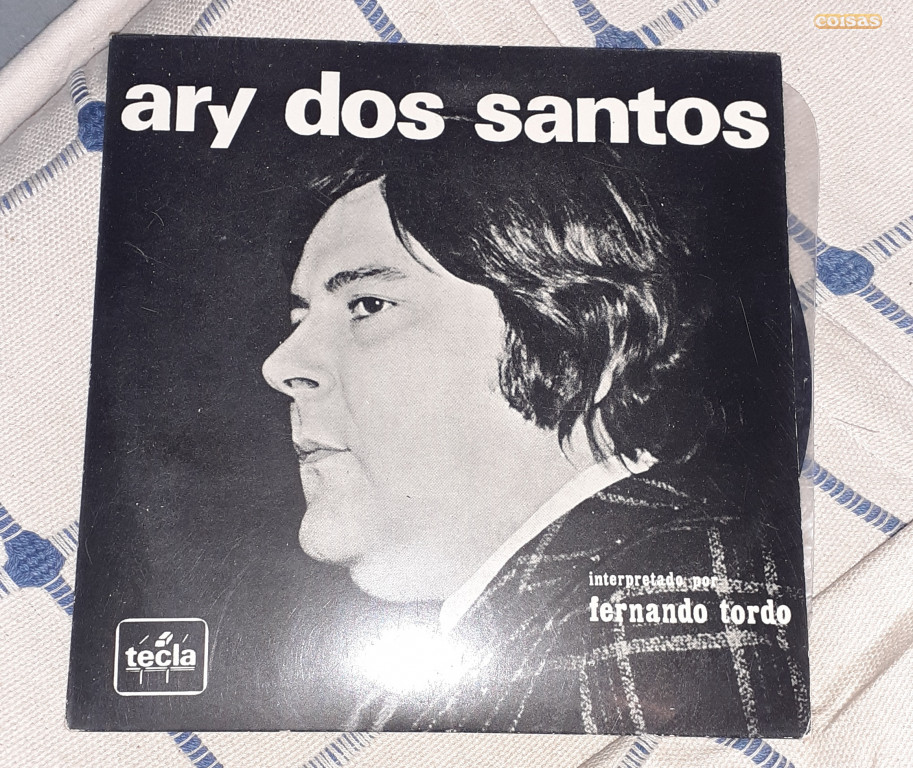 coisas
ary dos santos
interpretado por
fernando tordo
tecla